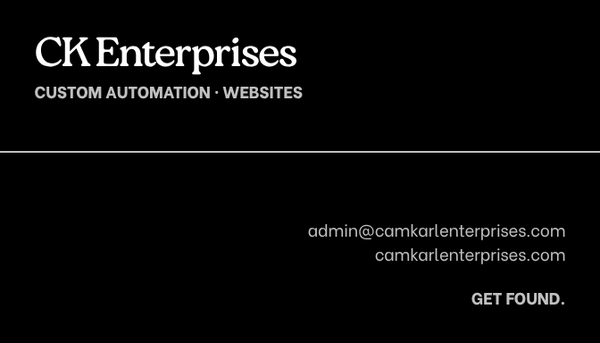 CK Enterprises
CUSTOM AUTOMATION · WEBSITES
admin@camkarlenterprises.com
camkarlenterprises.com
GET FOUND.